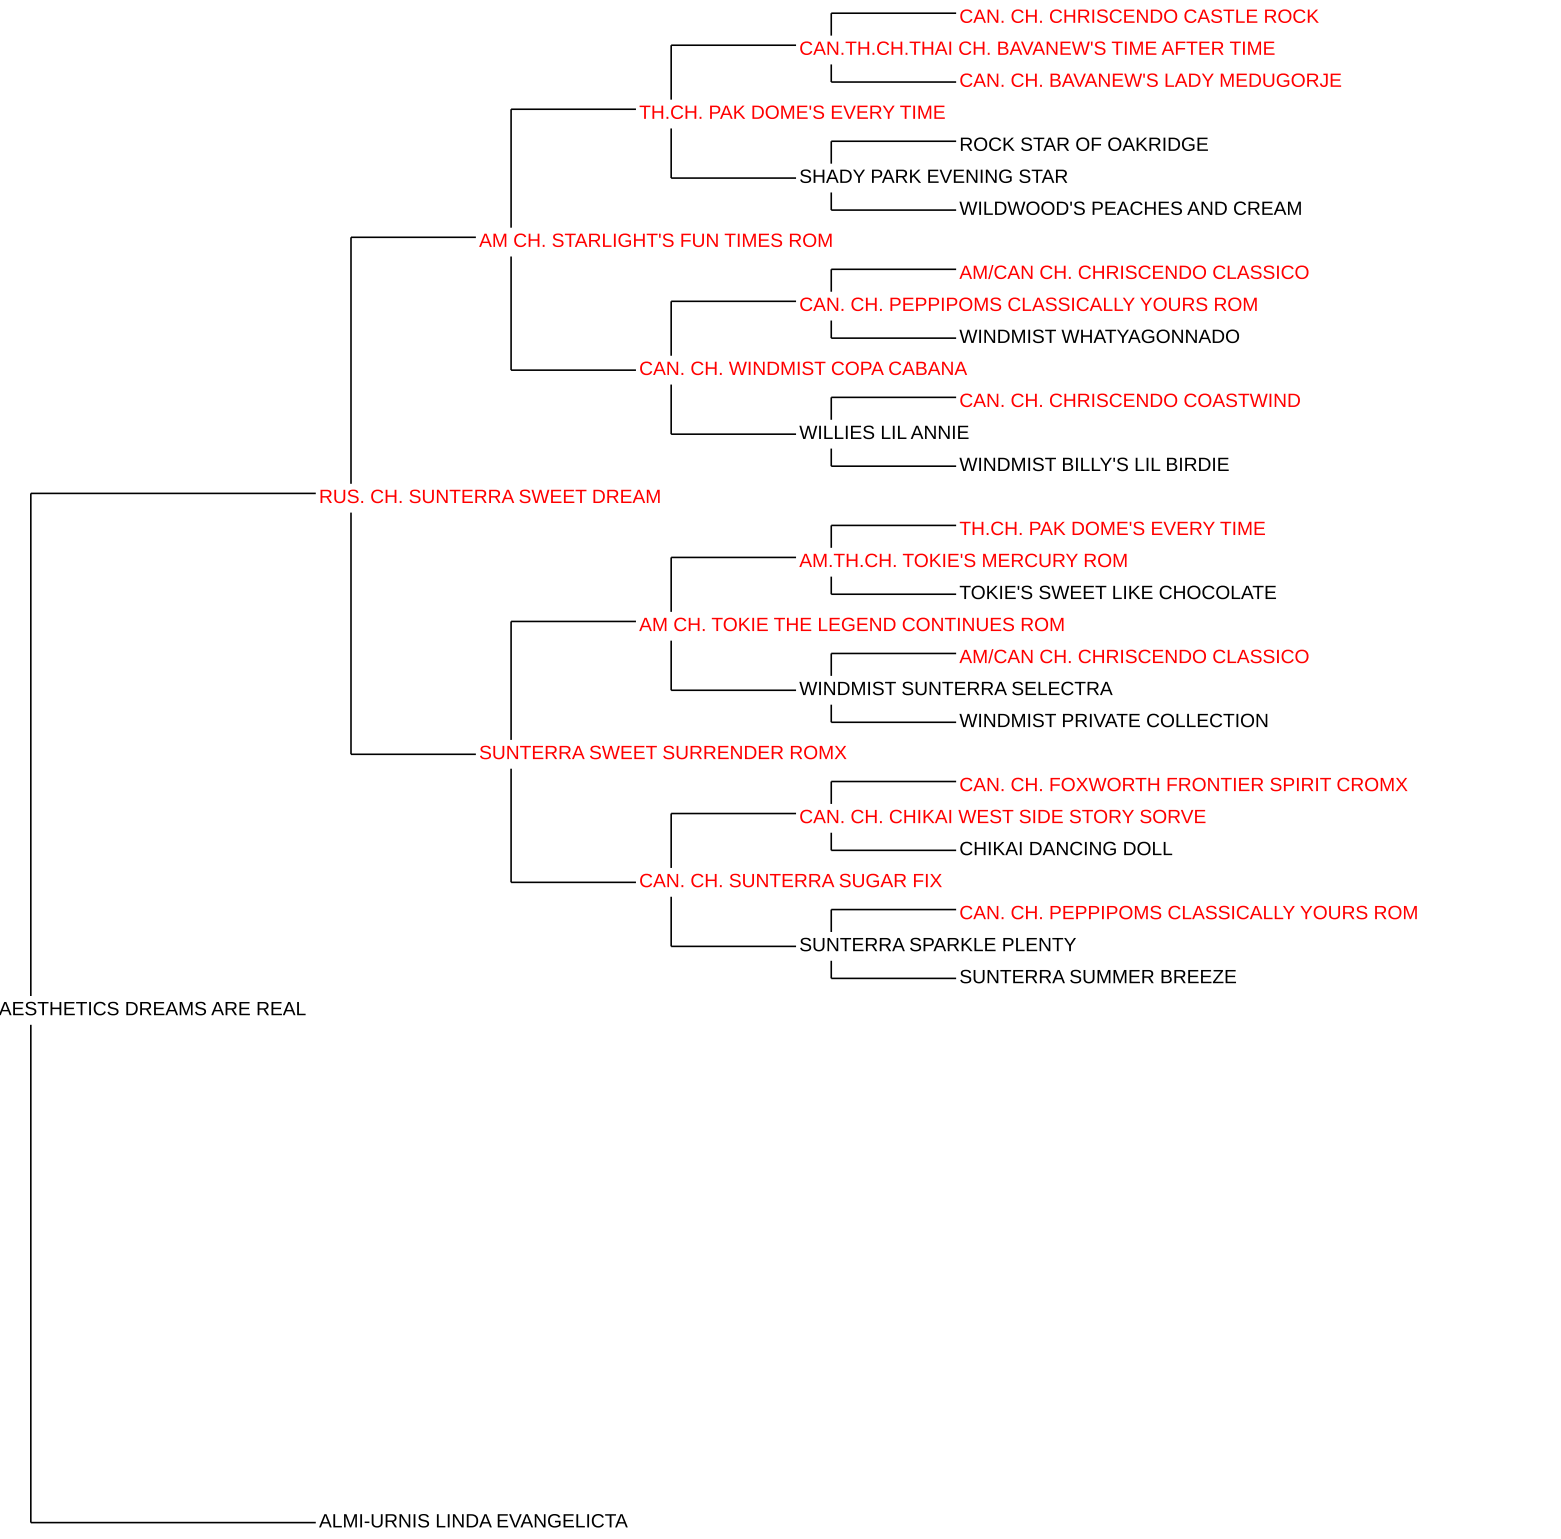 CAN. CH. CHRISCENDO CASTLE ROCK
CAN.TH.CH.THAI CH. BAVANEW'S TIME AFTER TIME
CAN. CH. BAVANEW'S LADY MEDUGORJE
TH.CH. PAK DOME'S EVERY TIME
ROCK STAR OF OAKRIDGE
SHADY PARK EVENING STAR
WILDWOOD'S PEACHES AND CREAM
AM CH. STARLIGHT'S FUN TIMES ROM
AM/CAN CH. CHRISCENDO CLASSICO
CAN. CH. PEPPIPOMS CLASSICALLY YOURS ROM
WINDMIST WHATYAGONNADO
CAN. CH. WINDMIST COPA CABANA
CAN. CH. CHRISCENDO COASTWIND
WILLIES LIL ANNIE
WINDMIST BILLY'S LIL BIRDIE
RUS. CH. SUNTERRA SWEET DREAM
TH.CH. PAK DOME'S EVERY TIME
AM.TH.CH. TOKIE'S MERCURY ROM
TOKIE'S SWEET LIKE CHOCOLATE
AM CH. TOKIE THE LEGEND CONTINUES ROM
AM/CAN CH. CHRISCENDO CLASSICO
WINDMIST SUNTERRA SELECTRA
WINDMIST PRIVATE COLLECTION
SUNTERRA SWEET SURRENDER ROMX
CAN. CH. FOXWORTH FRONTIER SPIRIT CROMX
CAN. CH. CHIKAI WEST SIDE STORY SORVE
CHIKAI DANCING DOLL
CAN. CH. SUNTERRA SUGAR FIX
CAN. CH. PEPPIPOMS CLASSICALLY YOURS ROM
SUNTERRA SPARKLE PLENTY
SUNTERRA SUMMER BREEZE
AESTHETICS DREAMS ARE REAL
ALMI-URNIS LINDA EVANGELICTA